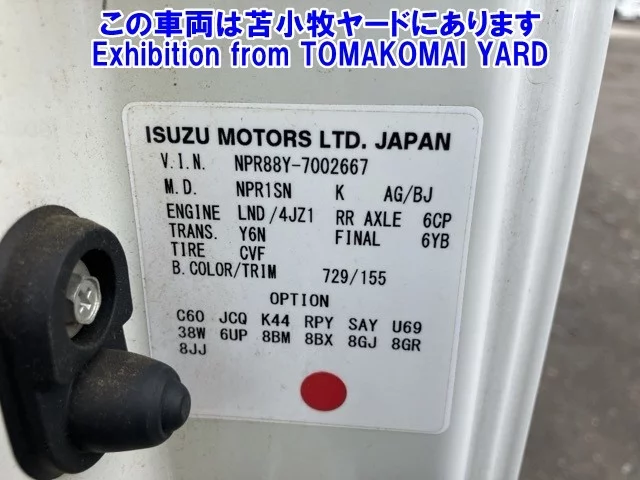 この車両は苫小牧ヤードにあります
Exhibition from TOMAKOMAI YARD
ISUZU MOTORS LTD. JAPAN
V.I.N. NPR88Y-7002667
M.D. NPR1SN K AG/BJ
ENGINE LND/4JZ1 RR AXLE 6CP
TRANS. Y6N FINAL 6YB
TIRE CVF
B.COLOR/TRIM 729/155
OPTION
C60 JCQ K44 RPY SAY U69
38W 6UP 8BM 8BX 8GJ 8GR
8JJ